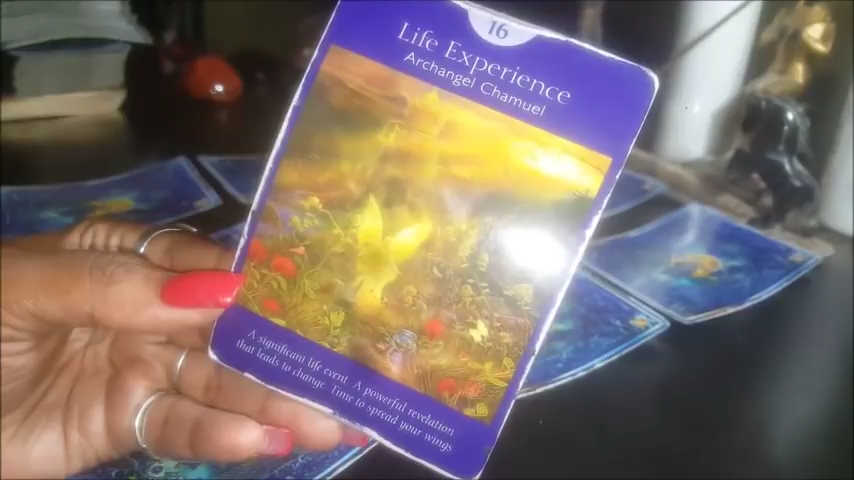 16
Life Experience
Archangel Chamuel
A significant life event A powerful revelation
that leads to change. Time to spread your wings